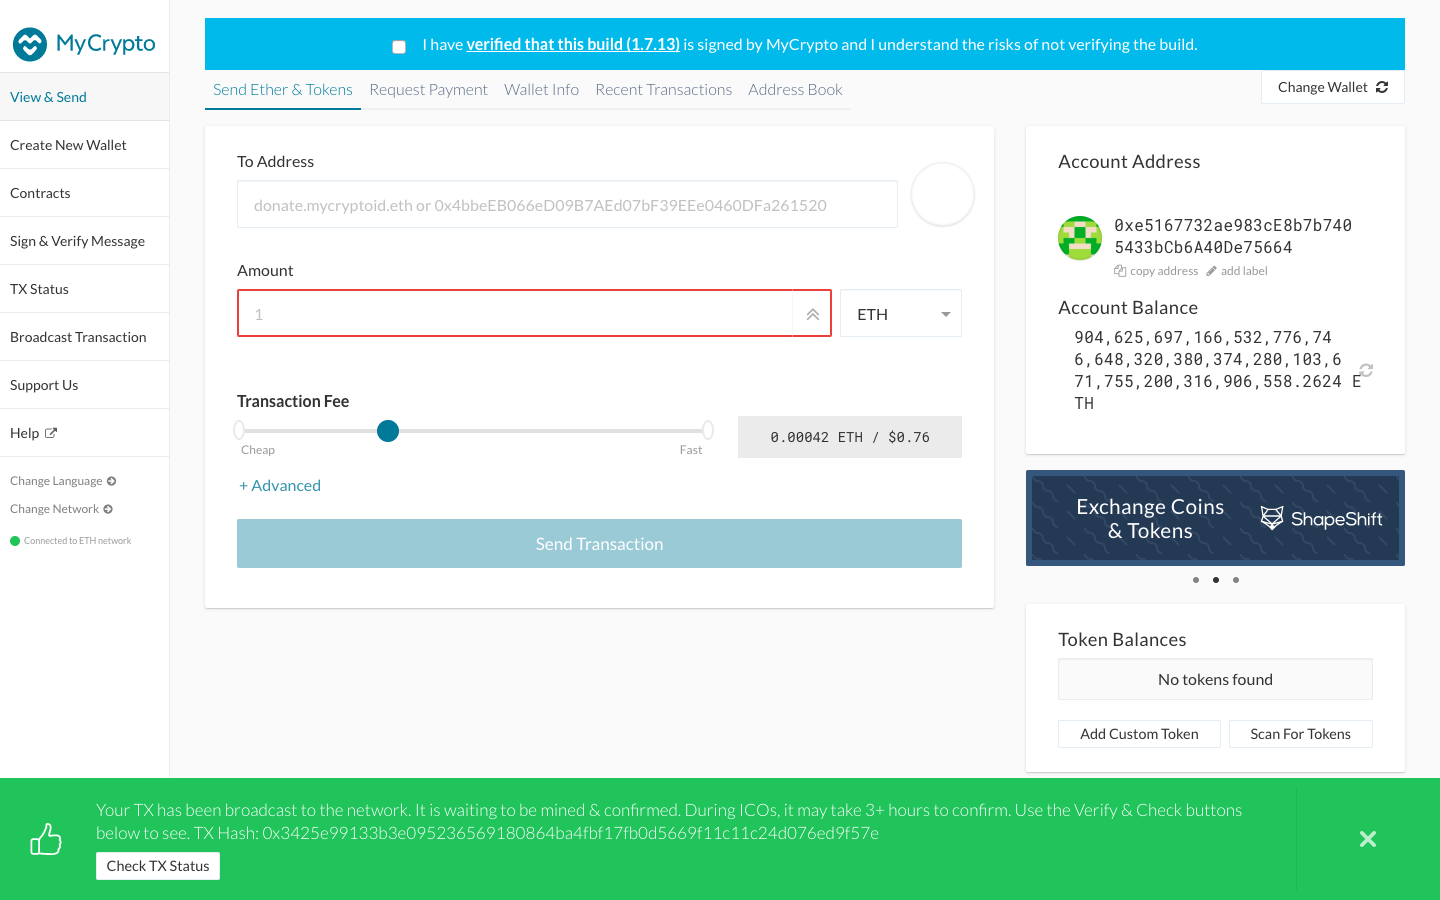 MyCrypto
View & Send
Create New Wallet
Contracts
Sign & Verify Message
TX Status
Broadcast Transaction
Support Us
Help
Change Language
Change Network
Connected to ETH network
I have verified that this build (1.7.13) is signed by MyCrypto and I understand the risks of not verifying the build.
Send Ether & Tokens Request Payment Wallet Info Recent Transactions Address Book
Change Wallet
To Address
donate.mycryptoid.eth or 0x4bbeEB066eD09B7AEd07bF39EEe0460DFa261520
Amount
1
ETH
Transaction Fee
Cheap Fast
0.00042 ETH / $0.76
+ Advanced
Send Transaction
Account Address
0xe5167732ae983cE8b7b740
5433bCb6A40De75664
copy address add label
Account Balance
904,625,697,166,532,776,74
6,648,320,380,374,280,103,6
71,755,200,316,906,558.2624 E
TH
Exchange Coins
& Tokens
ShapeShift
Token Balances
No tokens found
Add Custom Token Scan For Tokens
Your TX has been broadcast to the network. It is waiting to be mined & confirmed. During ICOs, it may take 3+ hours to confirm. Use the Verify & Check buttons
below to see. TX Hash: 0x3425e99133b3e095236569180864ba4fbf17fb0d5669f11c11c24d076ed9f57e
Check TX Status